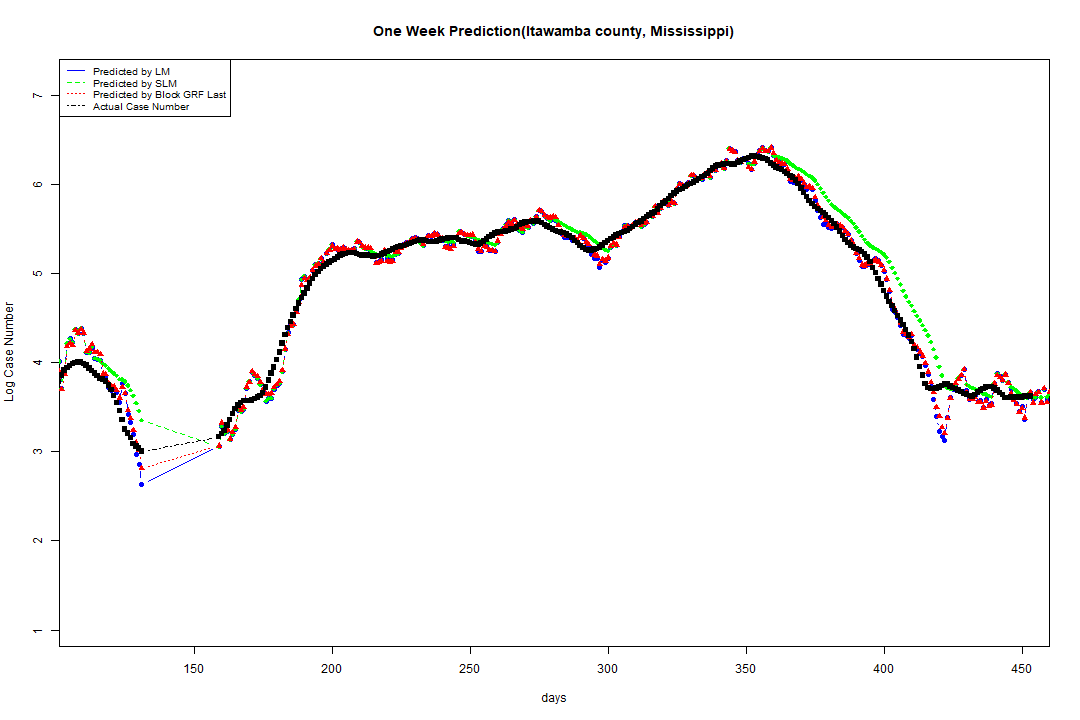 One Week Prediction(Itawamba county, Mississippi)
Predicted by LM
Predicted by SLM
Predicted by Block GRF Last
Actual Case Number
7
6
5
4
3
2
1
Log Case Number
150 200 250 300 350 400 450
days